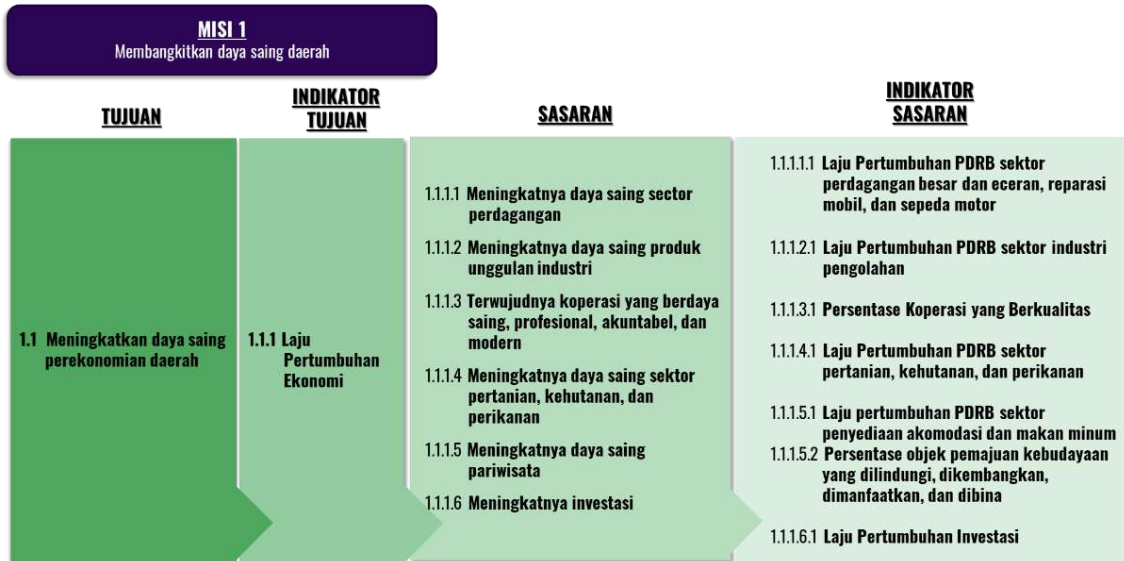 MISI 1
Membangkitkan daya saing daerah
TUJUAN
INDIKATOR
TUJUAN
SASARAN
INDIKATOR
SASARAN
1.1 Meningkatkan daya saing
perekonomian daerah
1.1.1 Laju
Pertumbuhan
Ekonomi
1.1.1.1 Meningkatnya daya saing sector
perdagangan
1.1.1.2 Meningkatnya daya saing produk
unggulan industri
1.1.1.3 Terwujudnya koperasi yang berdaya
saing, profesional, akuntabel, dan
modern
1.1.1.4 Meningkatnya daya saing sektor
pertanian, kehutanan, dan
perikanan
1.1.1.5 Meningkatnya daya saing
pariwisata
1.1.1.6 Meningkatnya investasi
1.1.1.1.1 Laju Pertumbuhan PDRB sektor
perdagangan besar dan eceran, reparasi
mobil, dan sepeda motor
1.1.1.2.1 Laju Pertumbuhan PDRB sektor industri
pengolahan
1.1.1.3.1 Persentase Koperasi yang Berkualitas
1.1.1.4.1 Laju Pertumbuhan PDRB sektor
pertanian, kehutanan, dan perikanan
1.1.1.5.1 Laju pertumbuhan PDRB sektor
penyediaan akomodasi dan makan minum
1.1.1.5.2 Persentase objek pemajuan kebudayaan
yang dilindungi, dikembangkan,
dimanfaatkan, dan dibina
1.1.1.6.1 Laju Pertumbuhan Investasi